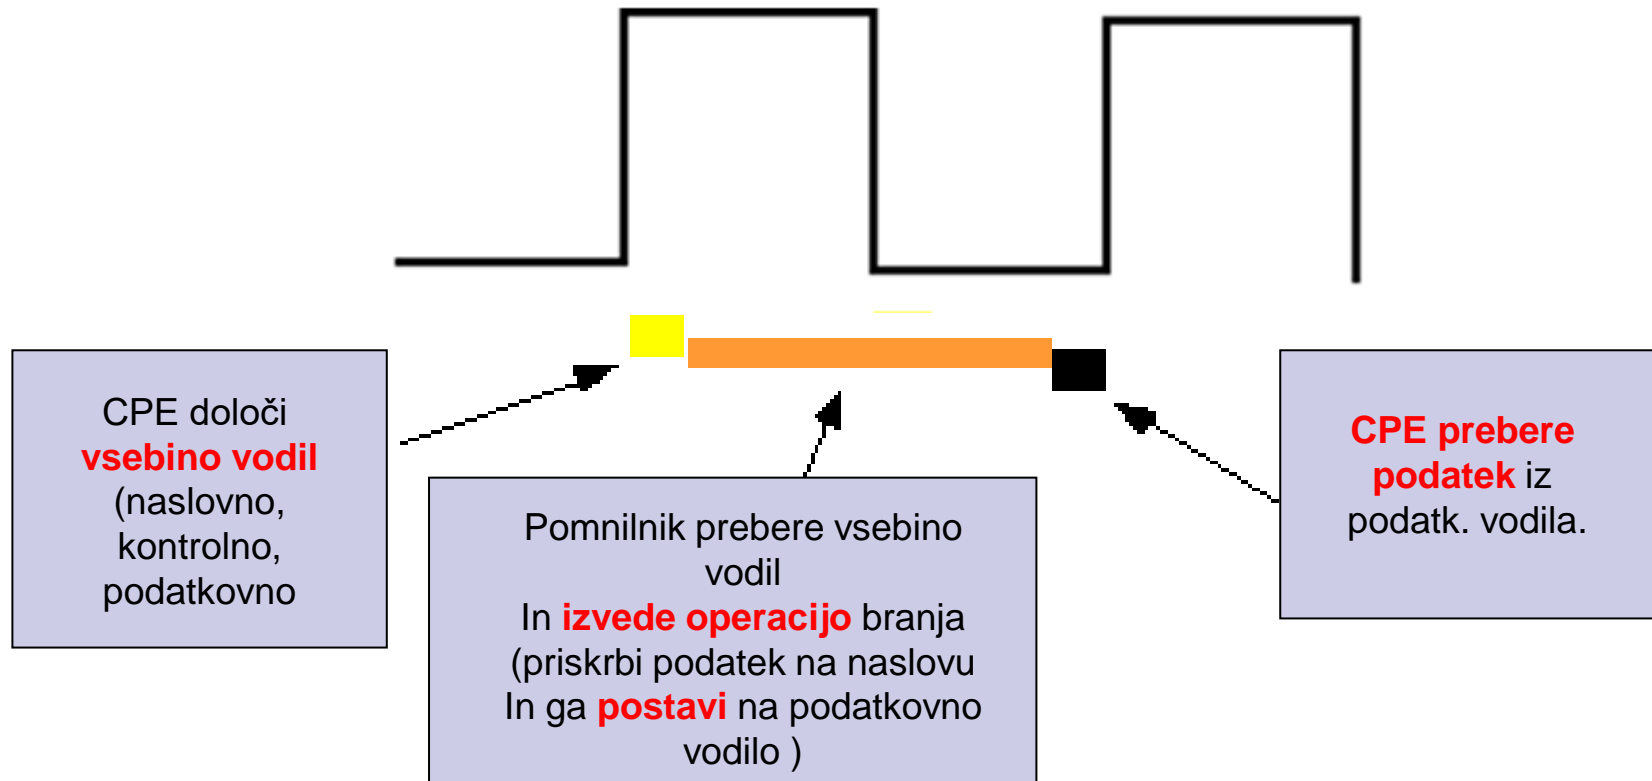 CPE določi
vsebino vodil
(naslovno,
kontrolno,
podatkovno
Pomnilnik prebere vsebino
vodil
In izvede operacijo branja
(priskrbi podatek na naslovu
In ga postavi na podatkovno
vodilo )
CPE prebere
podatek iz
podatk. vodila.